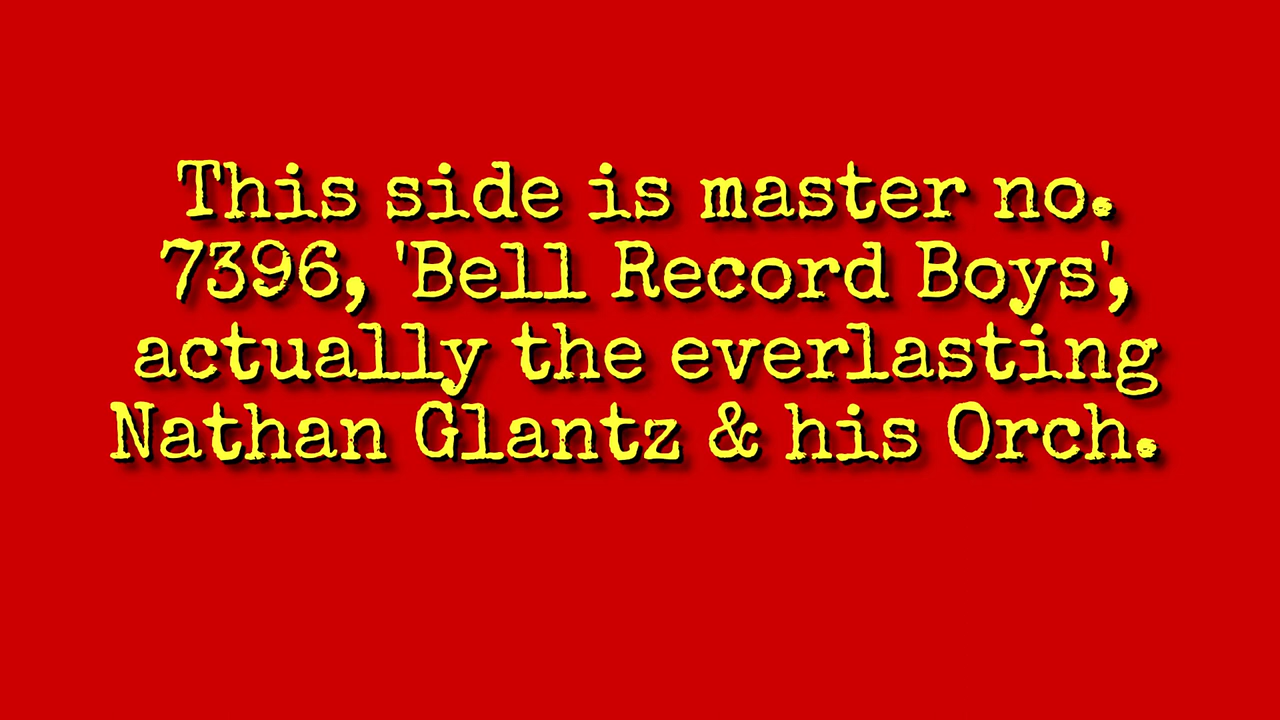 This side is master no.
7396, 'Bell Record Boys',
actually the everlasting
Nathan Glantz & his Orch.